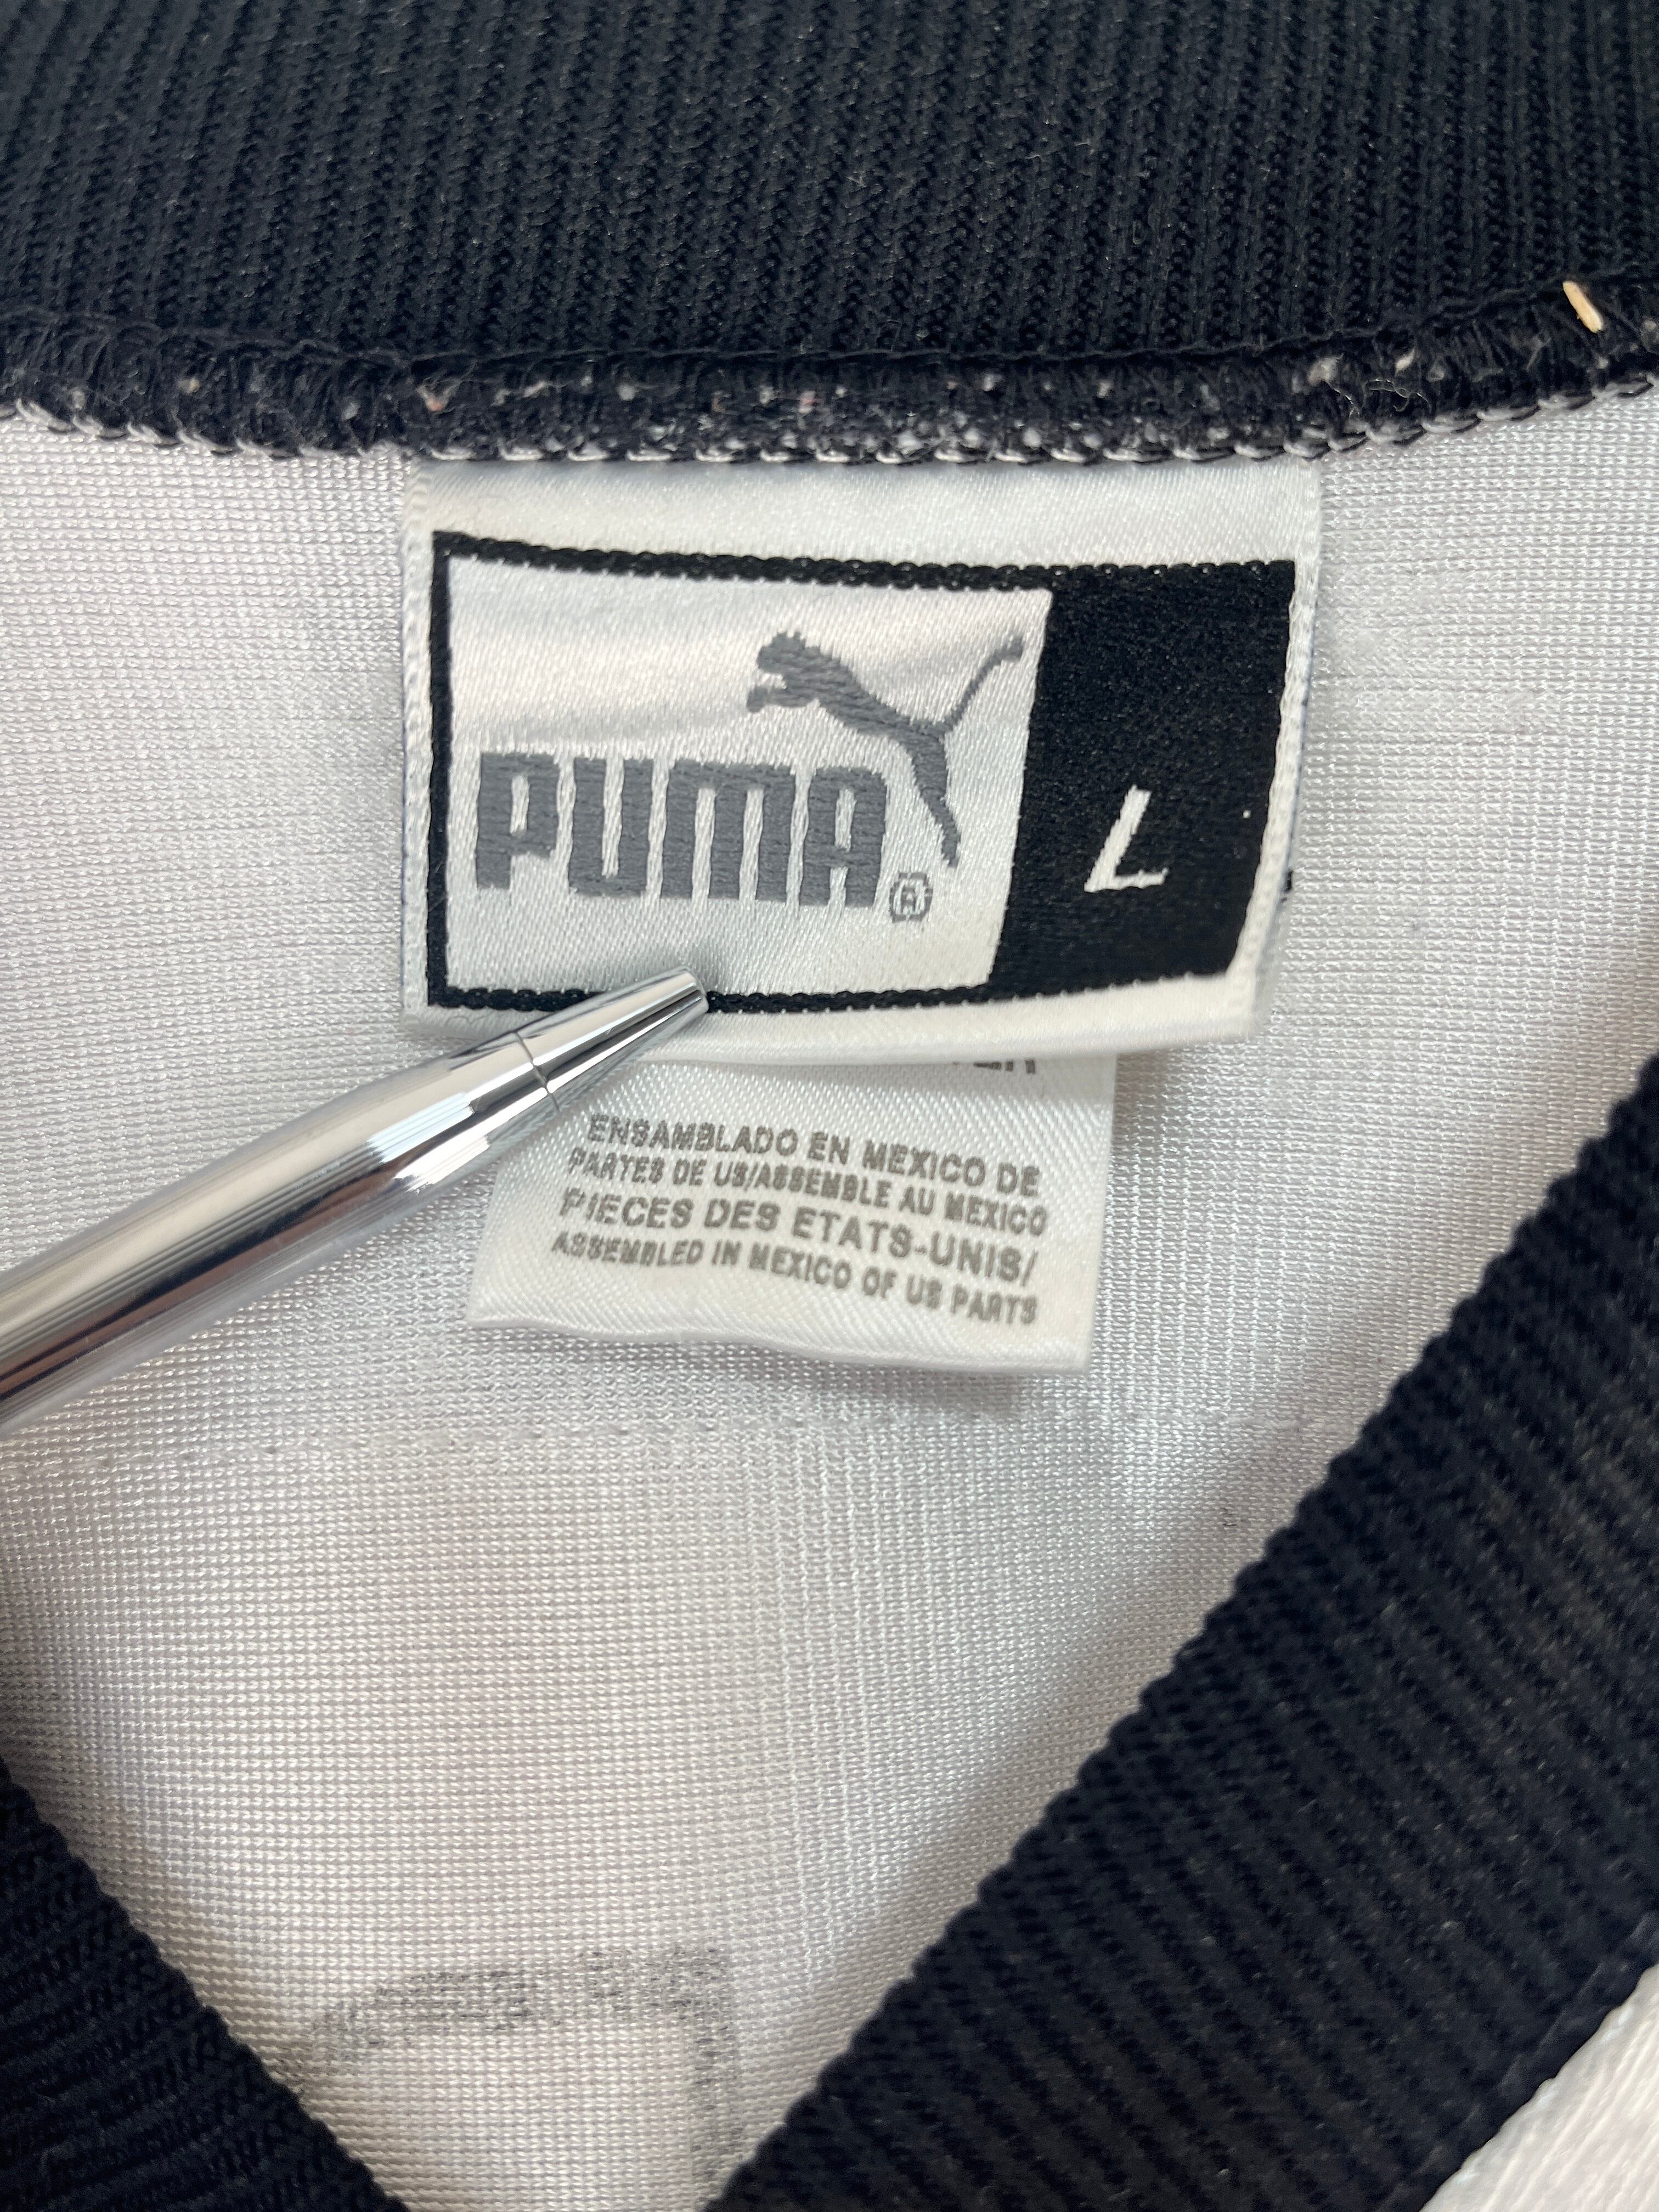 PUMA® L
ENSAMBLADO EN MEXICO DE
PARTES DE US/ASSEMBLE AU MEXICO
PIECES DES ETATS-UNIS/
ASSEMBLED IN MEXICO OF US PARTS